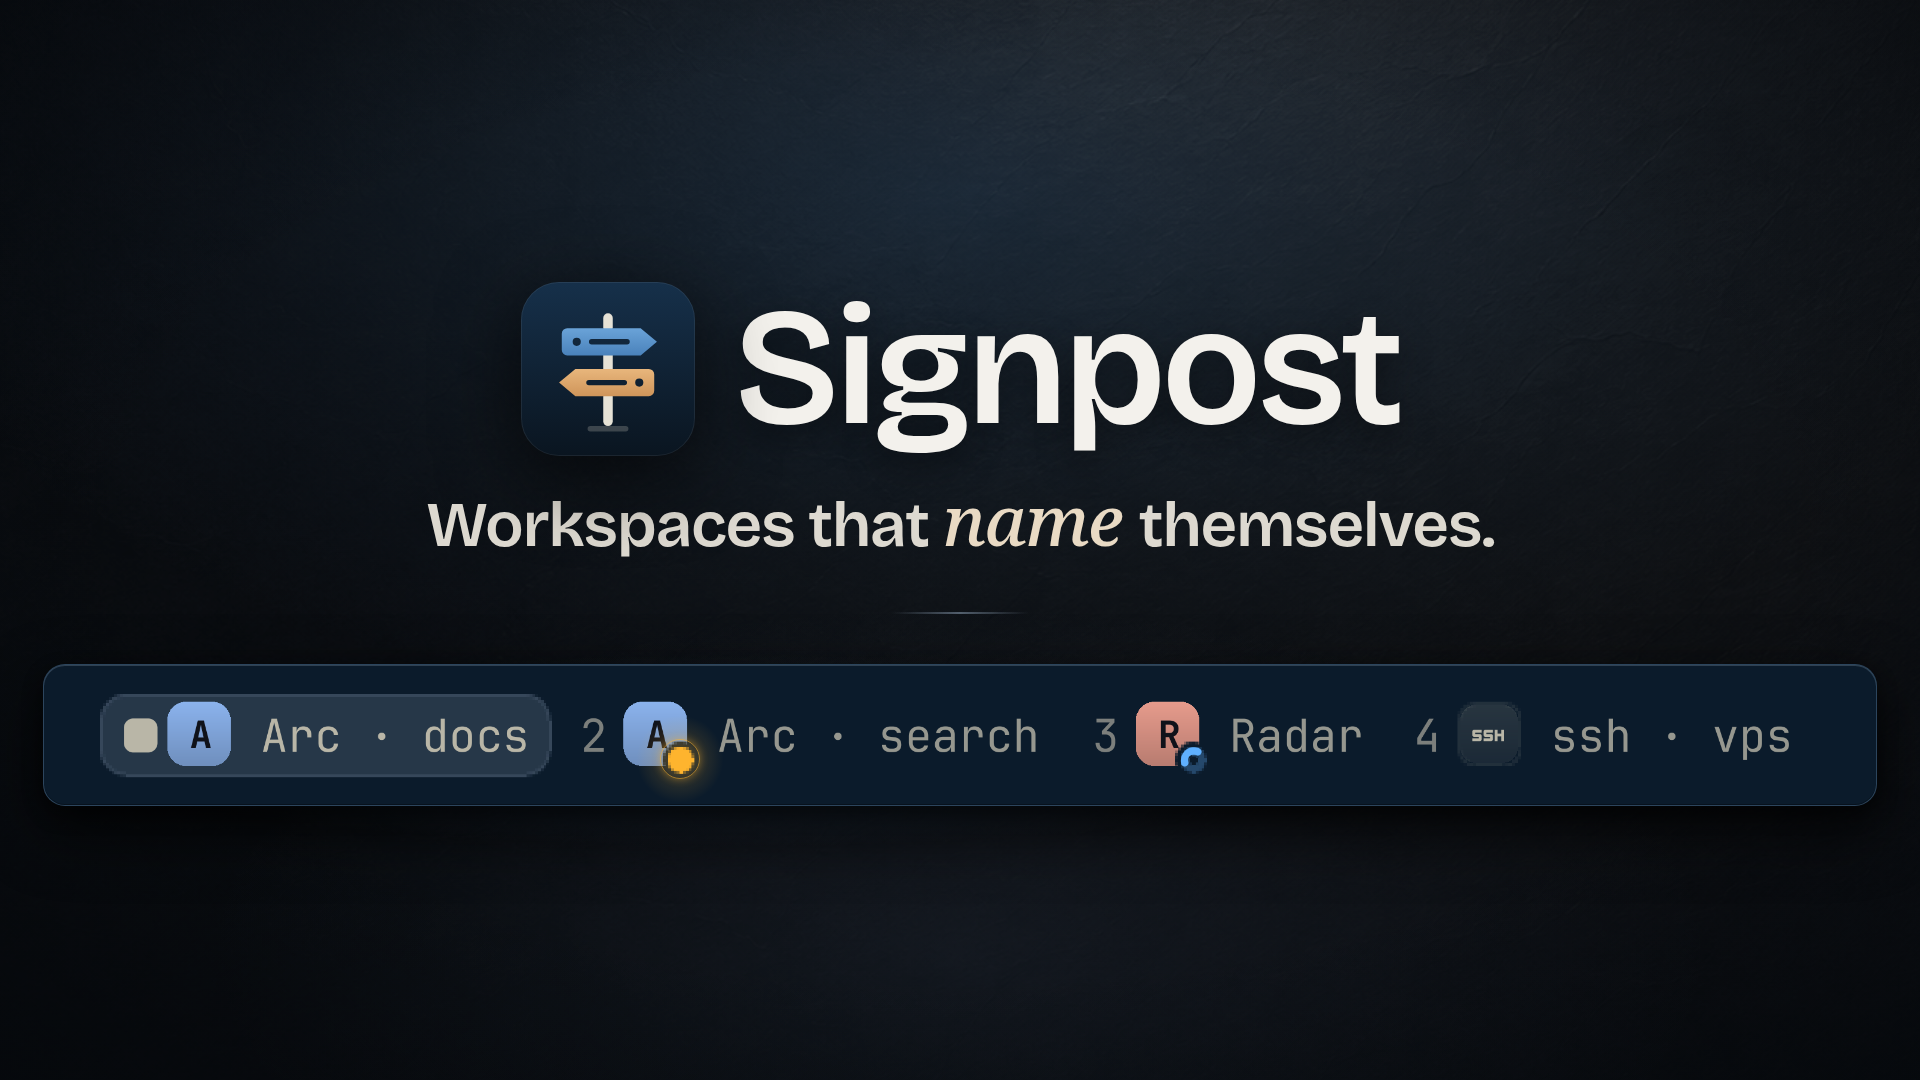 Signpost
Workspaces that name themselves.
A Arc · docs 2 A Arc · search 3 R Radar 4 SSH ssh · vps